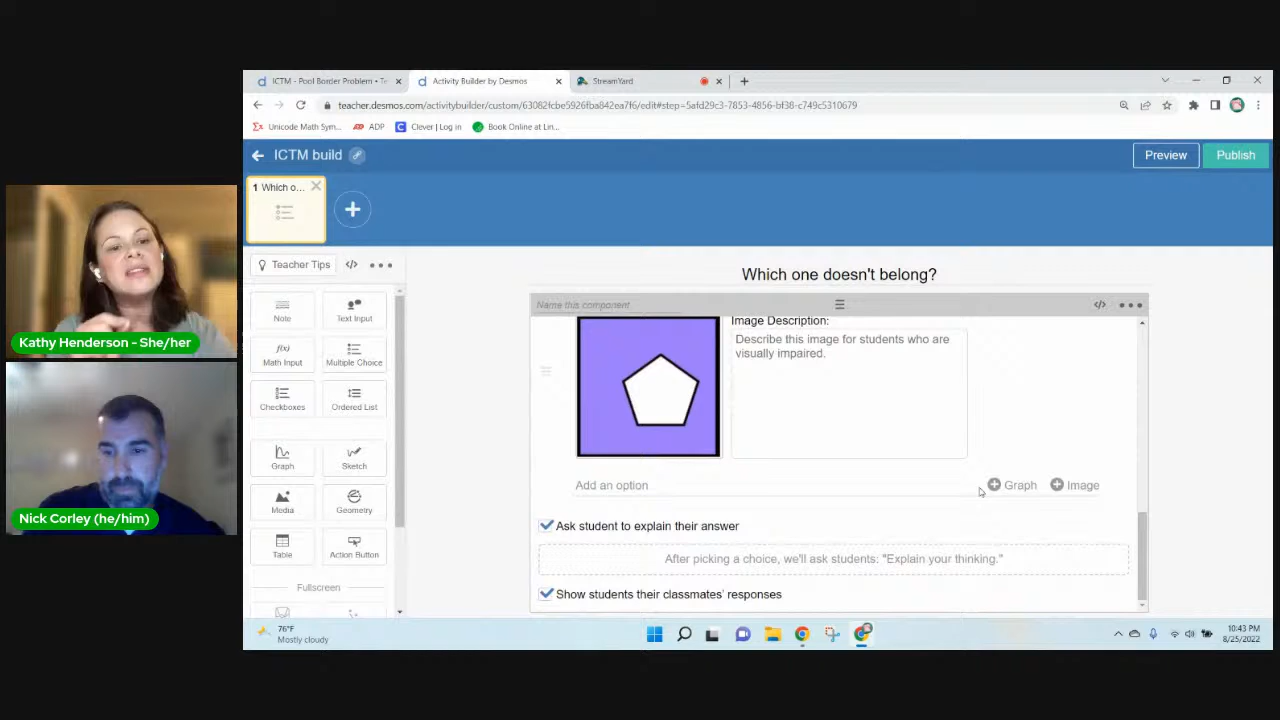 ICTM - Pool Border Problem - Te
Activity Builder by Desmos
StreamYard
teacher.desmos.com/activitybuilder/custom/63082fcbe5926fba842ea7f6/edit#step=5afd29c3-7853-4856-bf38-c749c5310679
Unicode Math Sym...
ADP
Clever | Log in
Book Online at Lin...
ICTM build
Preview
Publish
1 Which o...
Teacher Tips
Which one doesn't belong?
Name this component
Note
Text Input
f(x)
Math Input
Multiple Choice
Checkboxes
Ordered List
Graph
Sketch
Media
Geometry
Table
Action Button
Fullscreen
Image Description:
Describe this image for students who are
visually impaired.
Add an option
Graph
Image
Ask student to explain their answer
After picking a choice, we'll ask students: "Explain your thinking."
Show students their classmates' responses
Kathy Henderson - She/her
Nick Corley (he/him)
76°F
Mostly cloudy
10:43 PM
8/25/2022